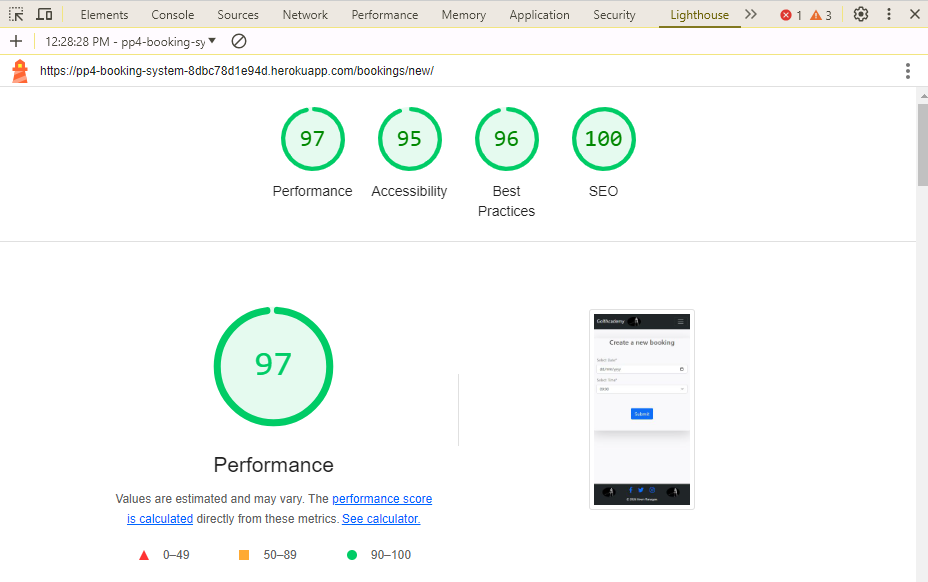 Elements Console Sources Network Performance Memory Application Security Lighthouse 1 3
12:28:28 PM - pp4-booking-sy
https://pp4-booking-system-8dbc78d1e94d.herokuapp.com/bookings/new/
97 95 96 100
Performance Accessibility Best Practices SEO
97
Performance
Values are estimated and may vary. The performance score
is calculated directly from these metrics. See calculator.
0–49 50–89 90–100
GolfAcademy
Create a new booking
Select date*
dd/mm/yyyy
Select time*
09:00
Submit